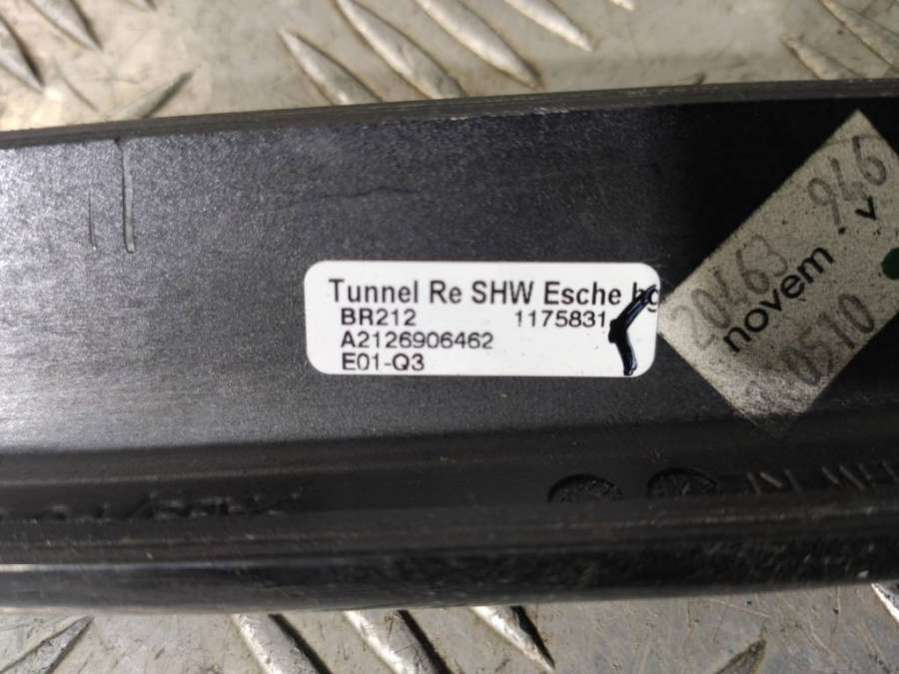 Tunnel Re SHW Esche hg
BR212 1175831
A2126906462
E01-Q3
20463 946
novem
0510